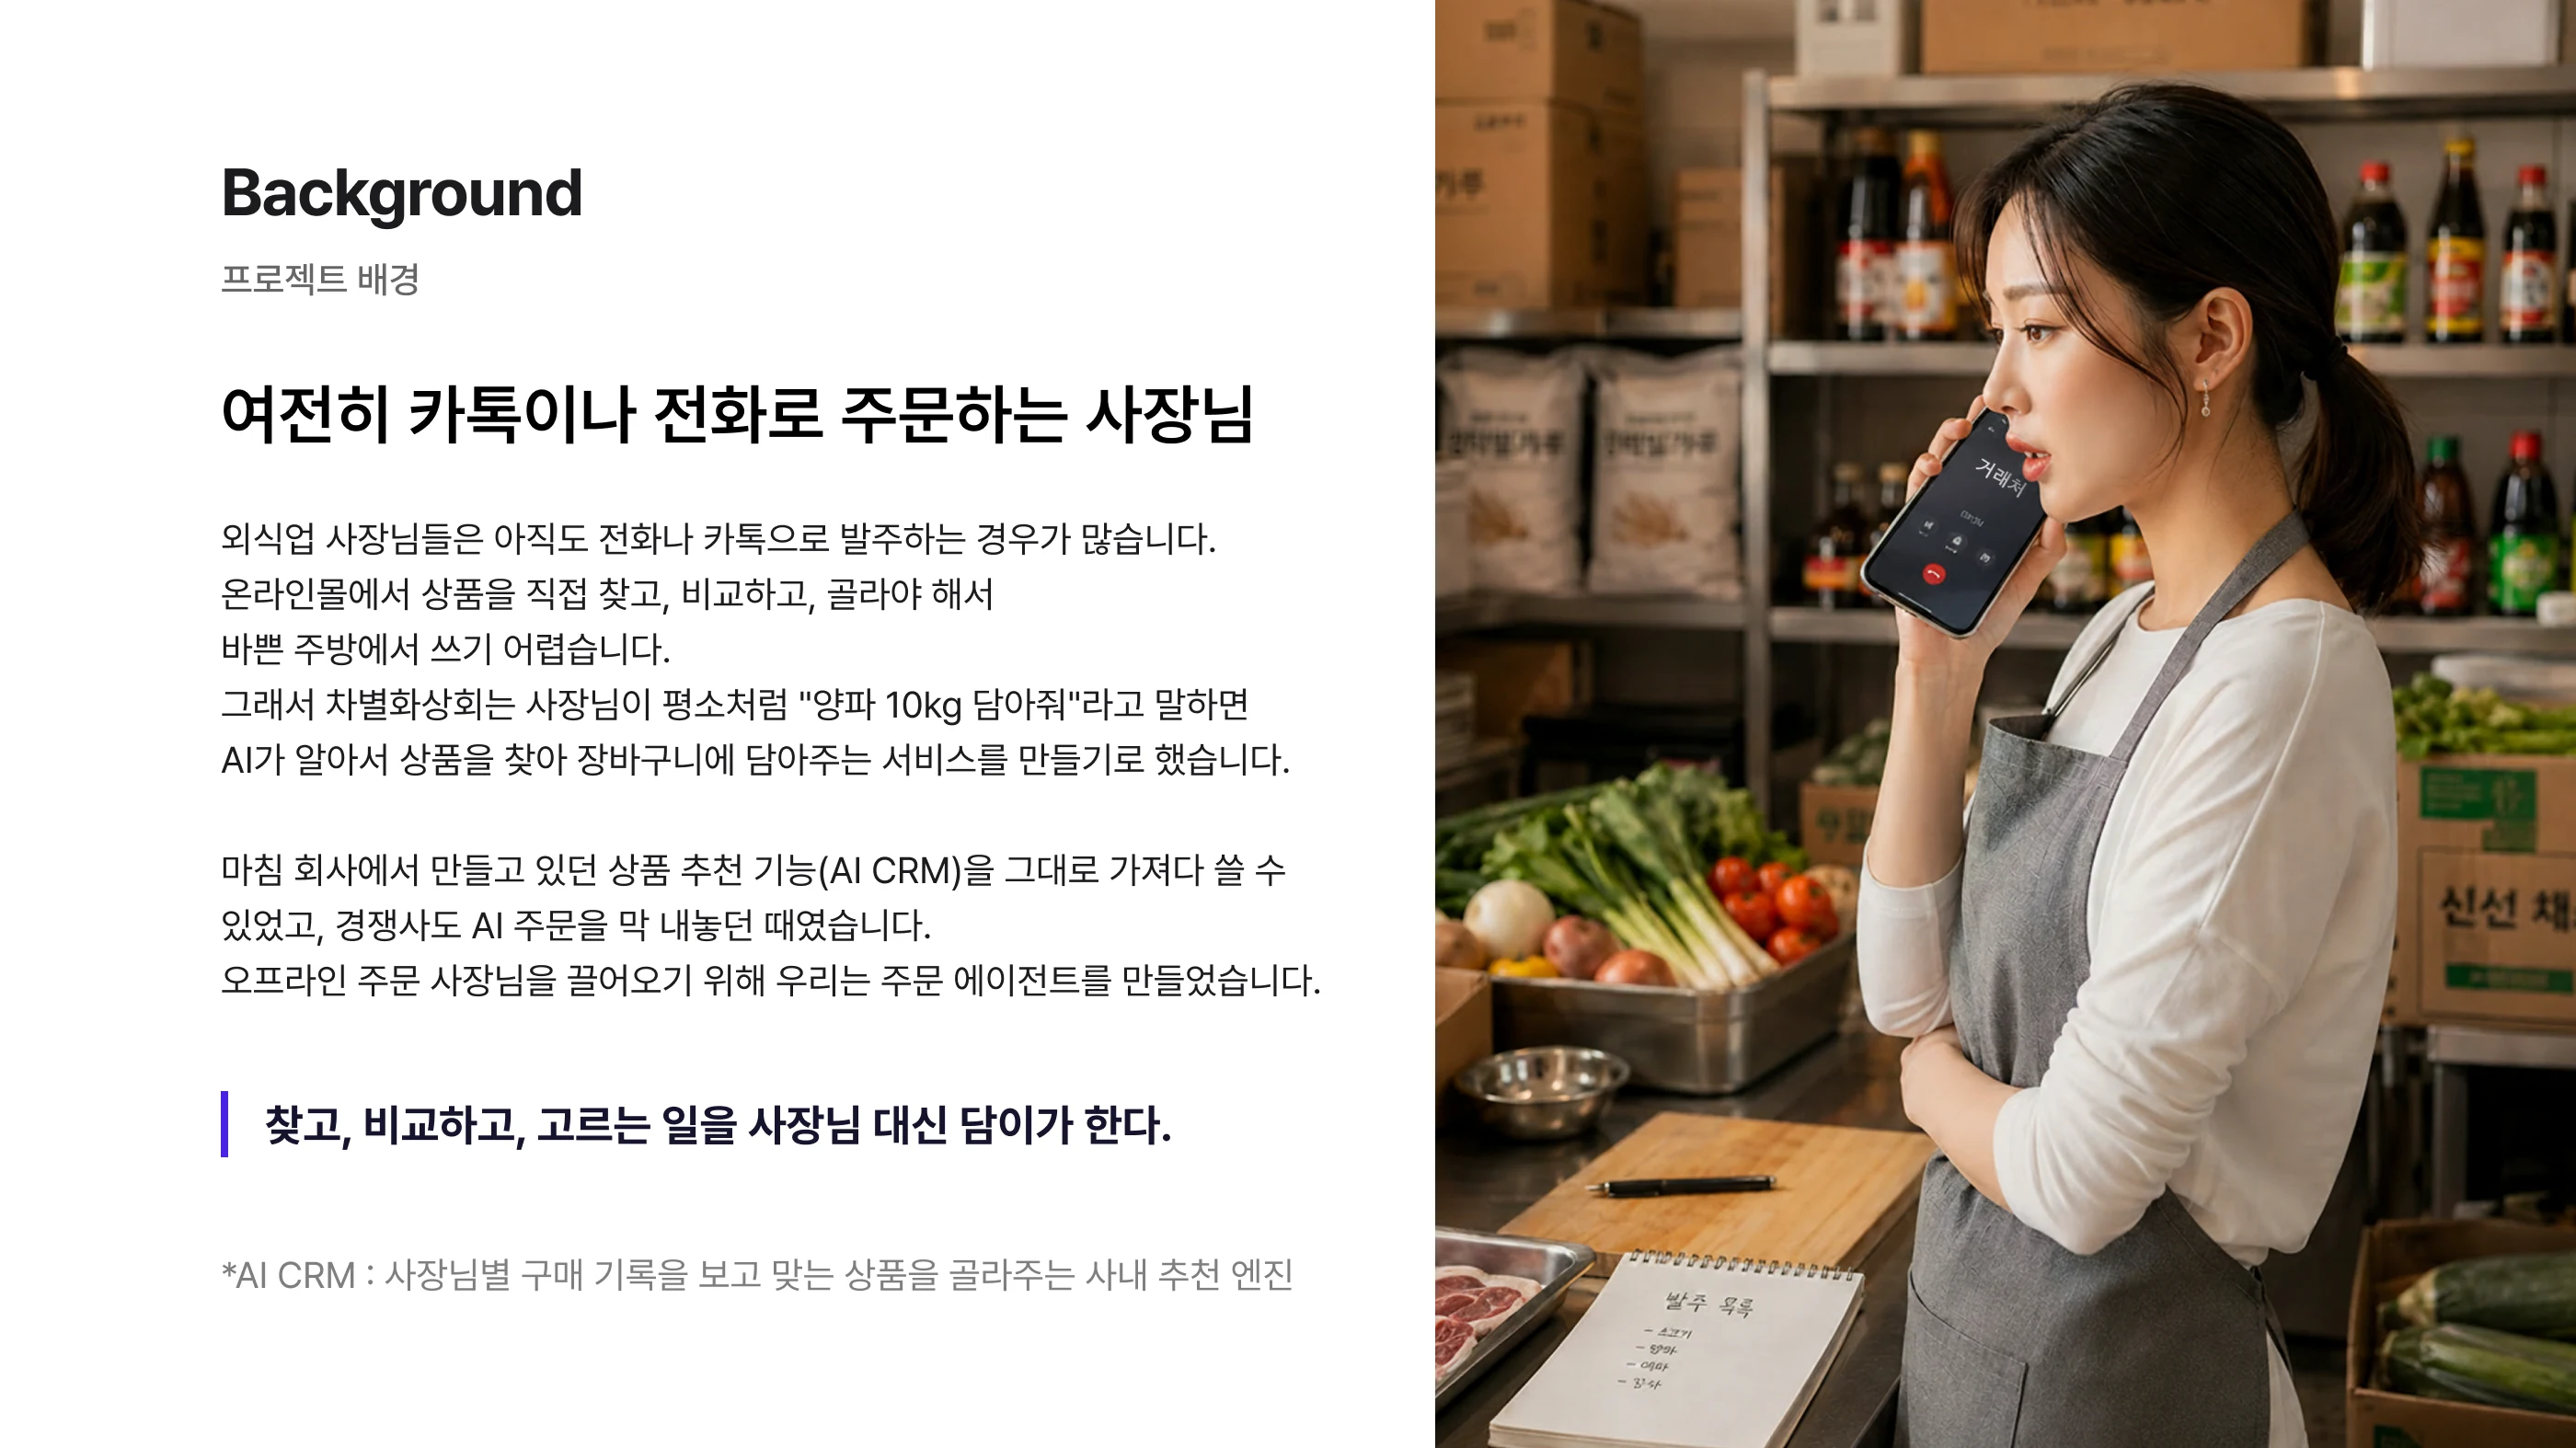 Background
프로젝트 배경
여전히 카톡이나 전화로 주문하는 사장님
외식업 사장님들은 아직도 전화나 카톡으로 발주하는 경우가 많습니다.
온라인몰에서 상품을 직접 찾고, 비교하고, 골라야 해서
바쁜 주방에서 쓰기 어렵습니다.
그래서 차별화상회는 사장님이 평소처럼 "양파 10kg 담아줘"라고 말하면
AI가 알아서 상품을 찾아 장바구니에 담아주는 서비스를 만들기로 했습니다.
마침 회사에서 만들고 있던 상품 추천 기능(AI CRM)을 그대로 가져다 쓸 수
있었고, 경쟁사도 AI 주문을 막 내놓던 때였습니다.
오프라인 주문 사장님을 끌어오기 위해 우리는 주문 에이전트를 만들었습니다.
찾고, 비교하고, 고르는 일을 사장님 대신 담이가 한다.
*AI CRM : 사장님별 구매 기록을 보고 맞는 상품을 골라주는 사내 추천 엔진
거래처
신선
발주 목록
- 소고기